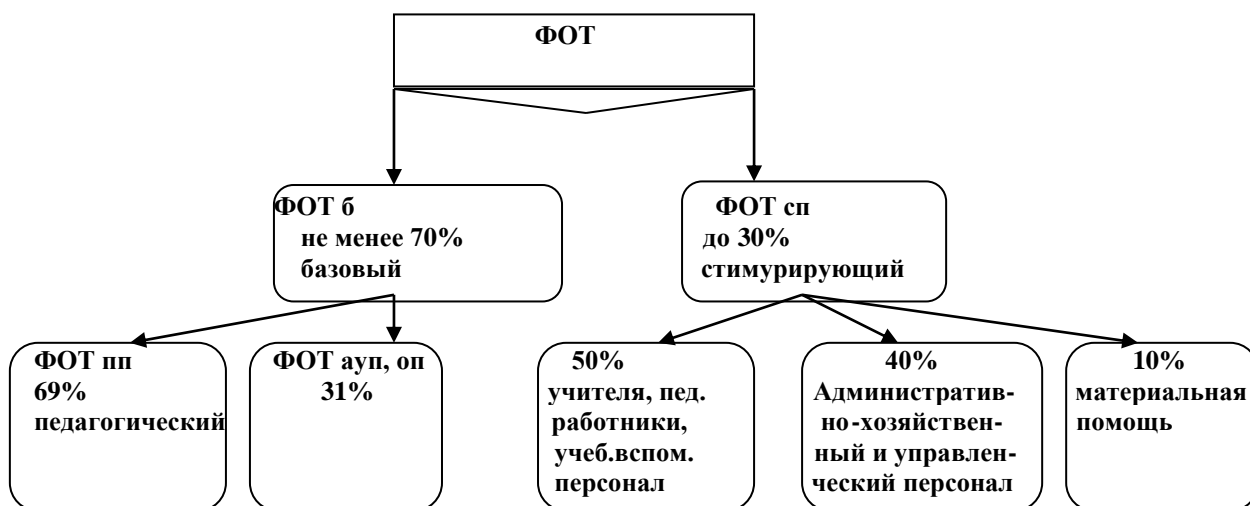 ФОТ
ФОТ б
не менее 70%
базовый
ФОТ сп
до 30%
стимурирующий
ФОТ пп
69%
педагогический
ФОТ ауп, оп
31%
50%
учителя, пед.
работники,
учеб.вспом.
персонал
40%
Административ-
но-хозяйствен-
ный и управлен-
ческий персонал
10%
материальная
помощь